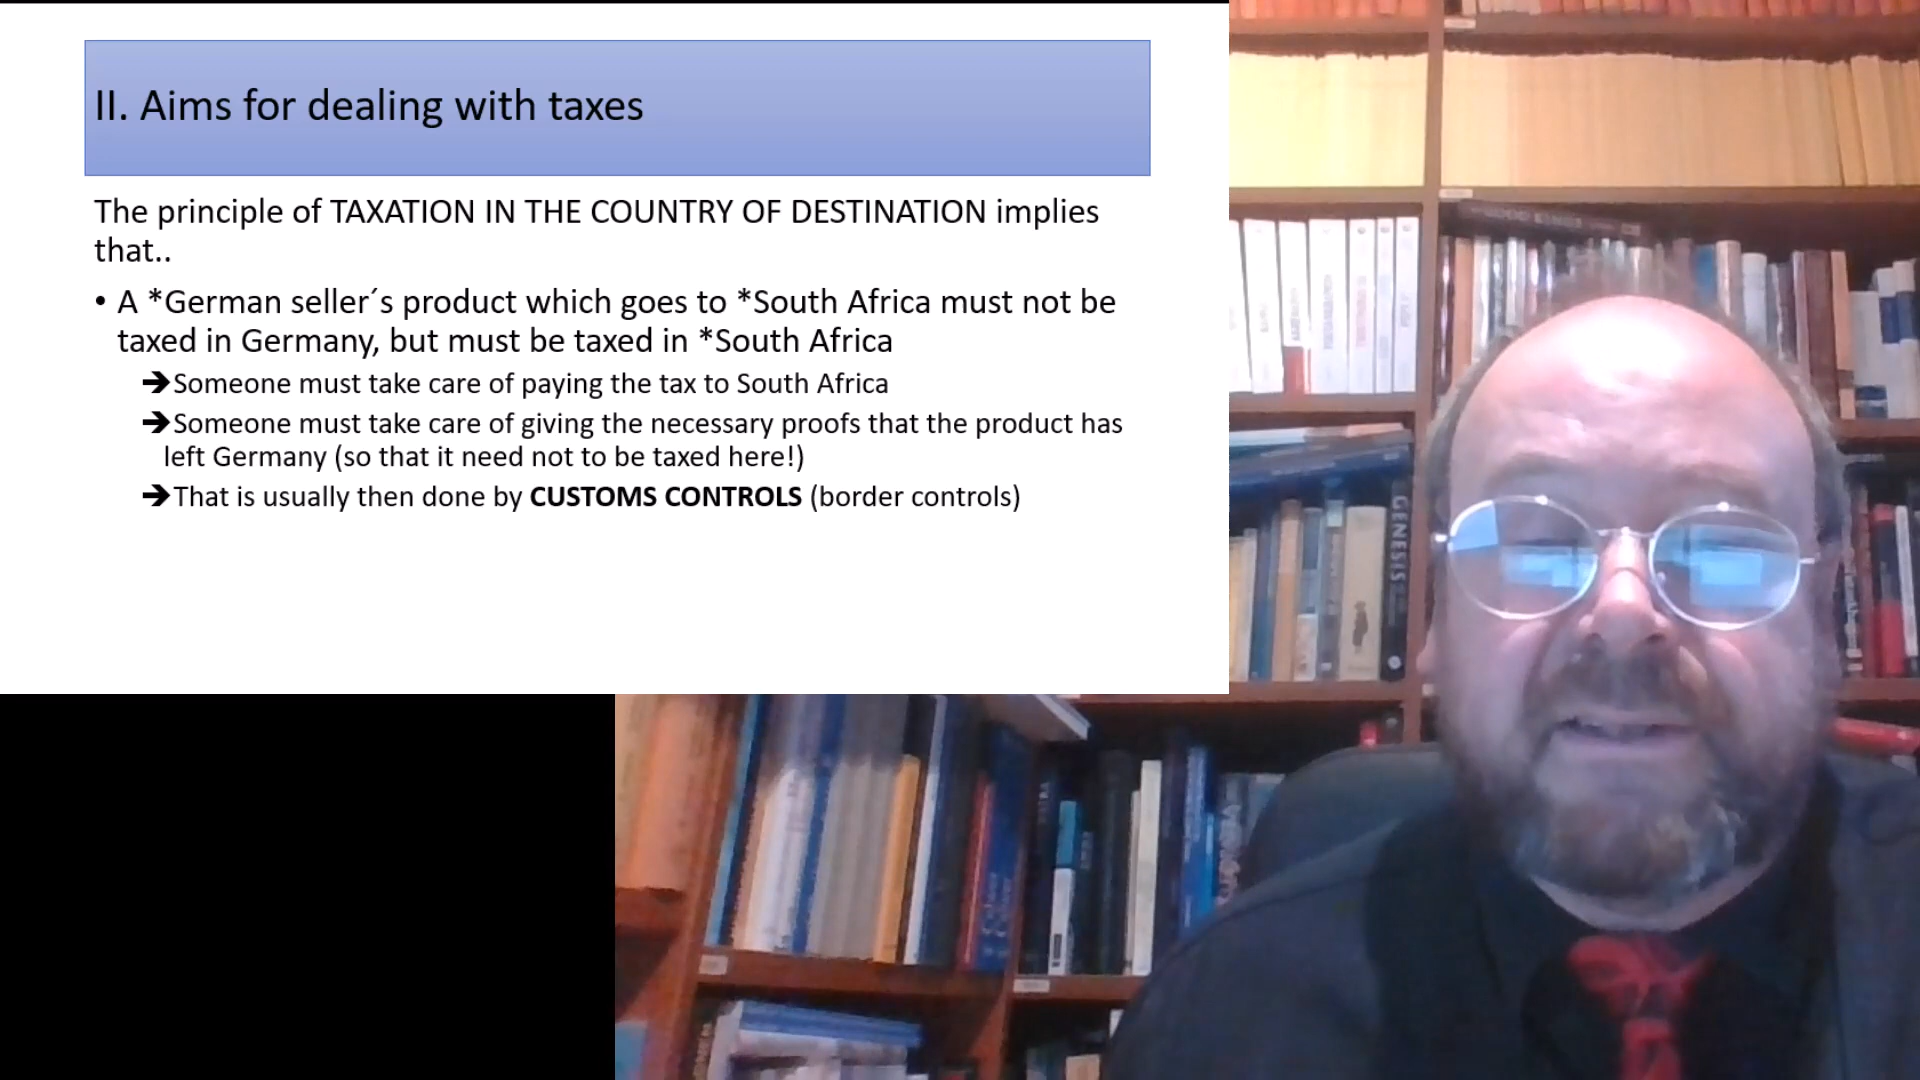 II. Aims for dealing with taxes
The principle of TAXATION IN THE COUNTRY OF DESTINATION implies
that..
• A *German seller´s product which goes to *South Africa must not be
taxed in Germany, but must be taxed in *South Africa
➔Someone must take care of paying the tax to South Africa
➔Someone must take care of giving the necessary proofs that the product has
left Germany (so that it need not to be taxed here!)
➔That is usually then done by CUSTOMS CONTROLS (border controls)
GENESIS